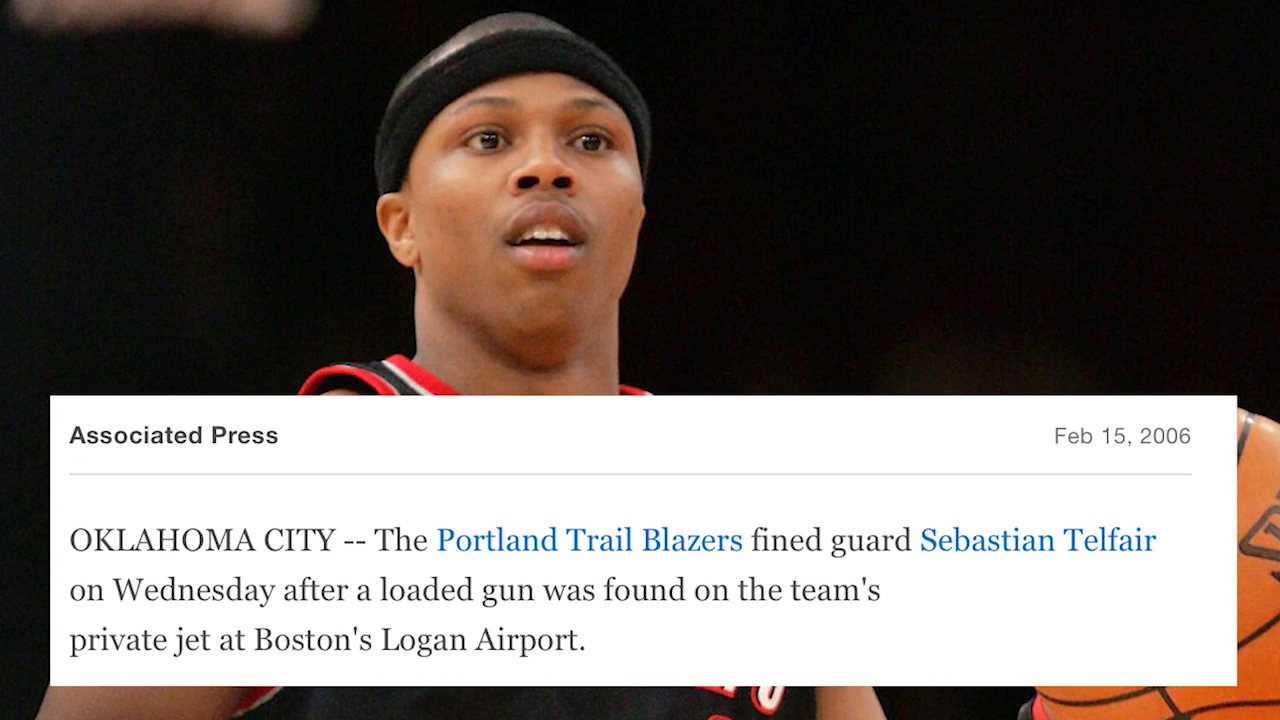 Associated Press
Feb 15, 2006
OKLAHOMA CITY -- The Portland Trail Blazers fined guard Sebastian Telfair
on Wednesday after a loaded gun was found on the team's
private jet at Boston's Logan Airport.